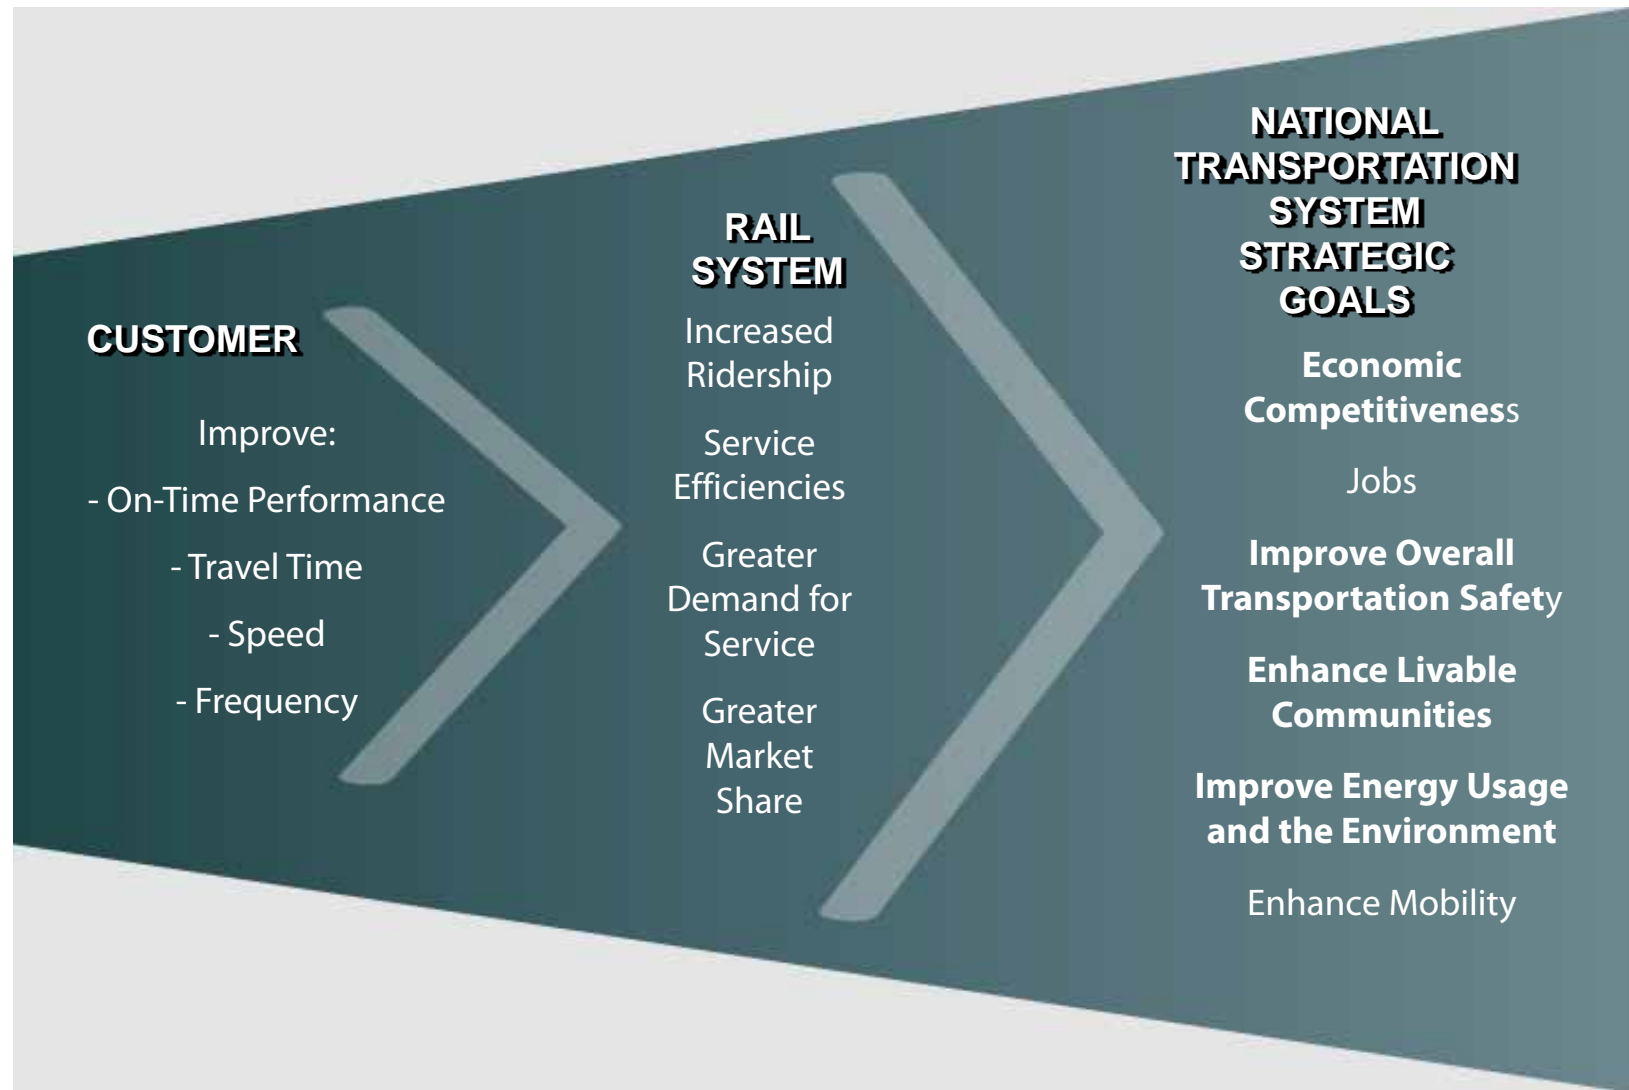 CUSTOMER
Improve:
- On-Time Performance
- Travel Time
- Speed
- Frequency
RAIL
SYSTEM
Increased
Ridership
Service
Efficiencies
Greater
Demand for
Service
Greater
Market
Share
NATIONAL
TRANSPORTATION
SYSTEM
STRATEGIC
GOALS
Economic
Competitiveness
Jobs
Improve Overall
Transportation Safety
Enhance Livable
Communities
Improve Energy Usage
and the Environment
Enhance Mobility